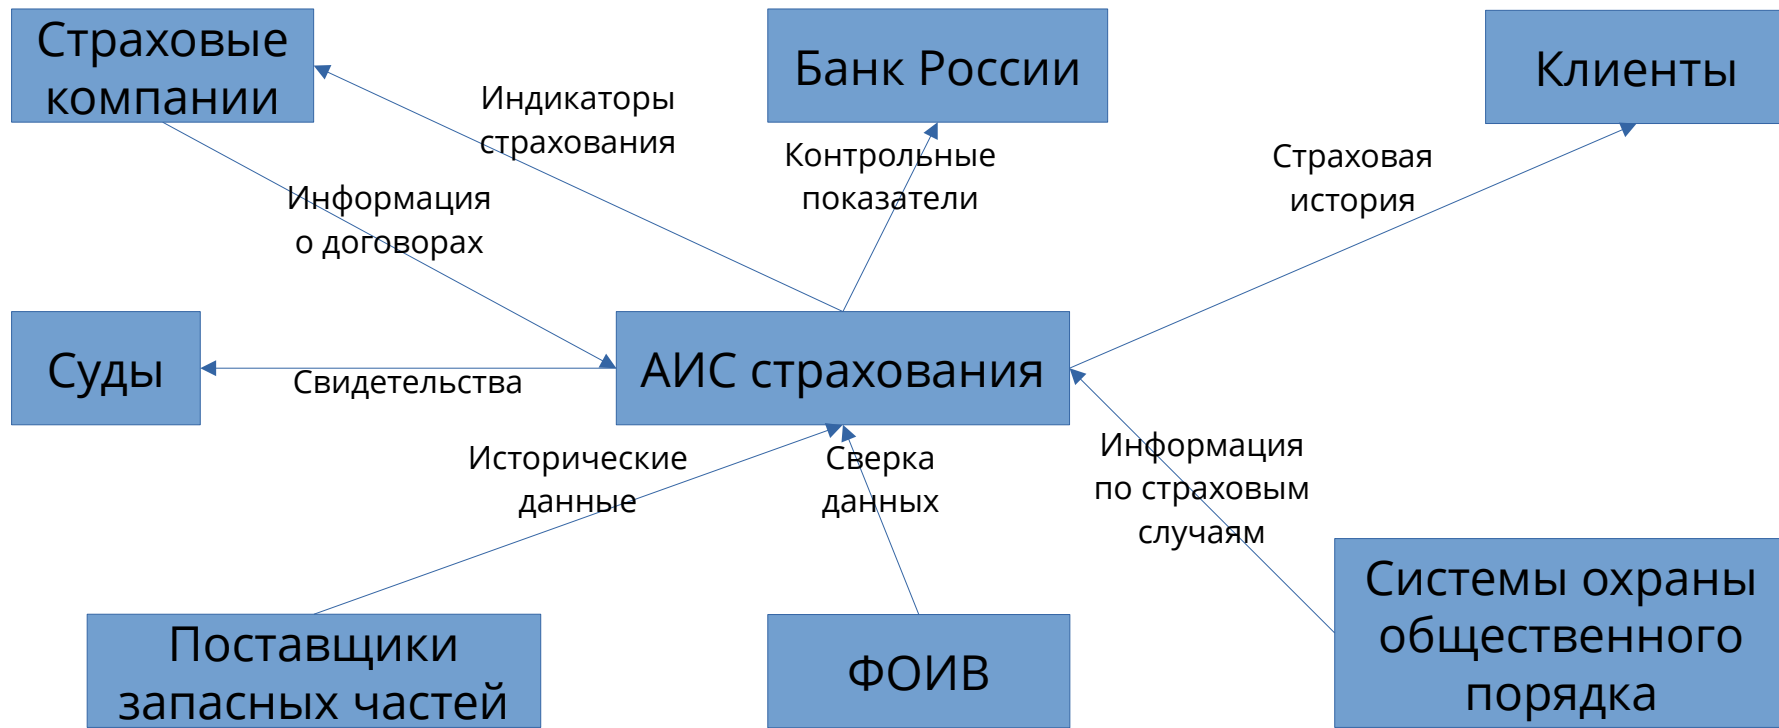 Страховые
компании
Банк России
Клиенты
Индикаторы
страхования
Контрольные
показатели
Страховая
история
Информация
о договорах
Суды
Свидетельства
АИС страхования
Исторические
данные
Сверка
данных
Информация
по страховым
случаям
Поставщики
запасных частей
ФОИВ
Системы охраны
общественного
порядка